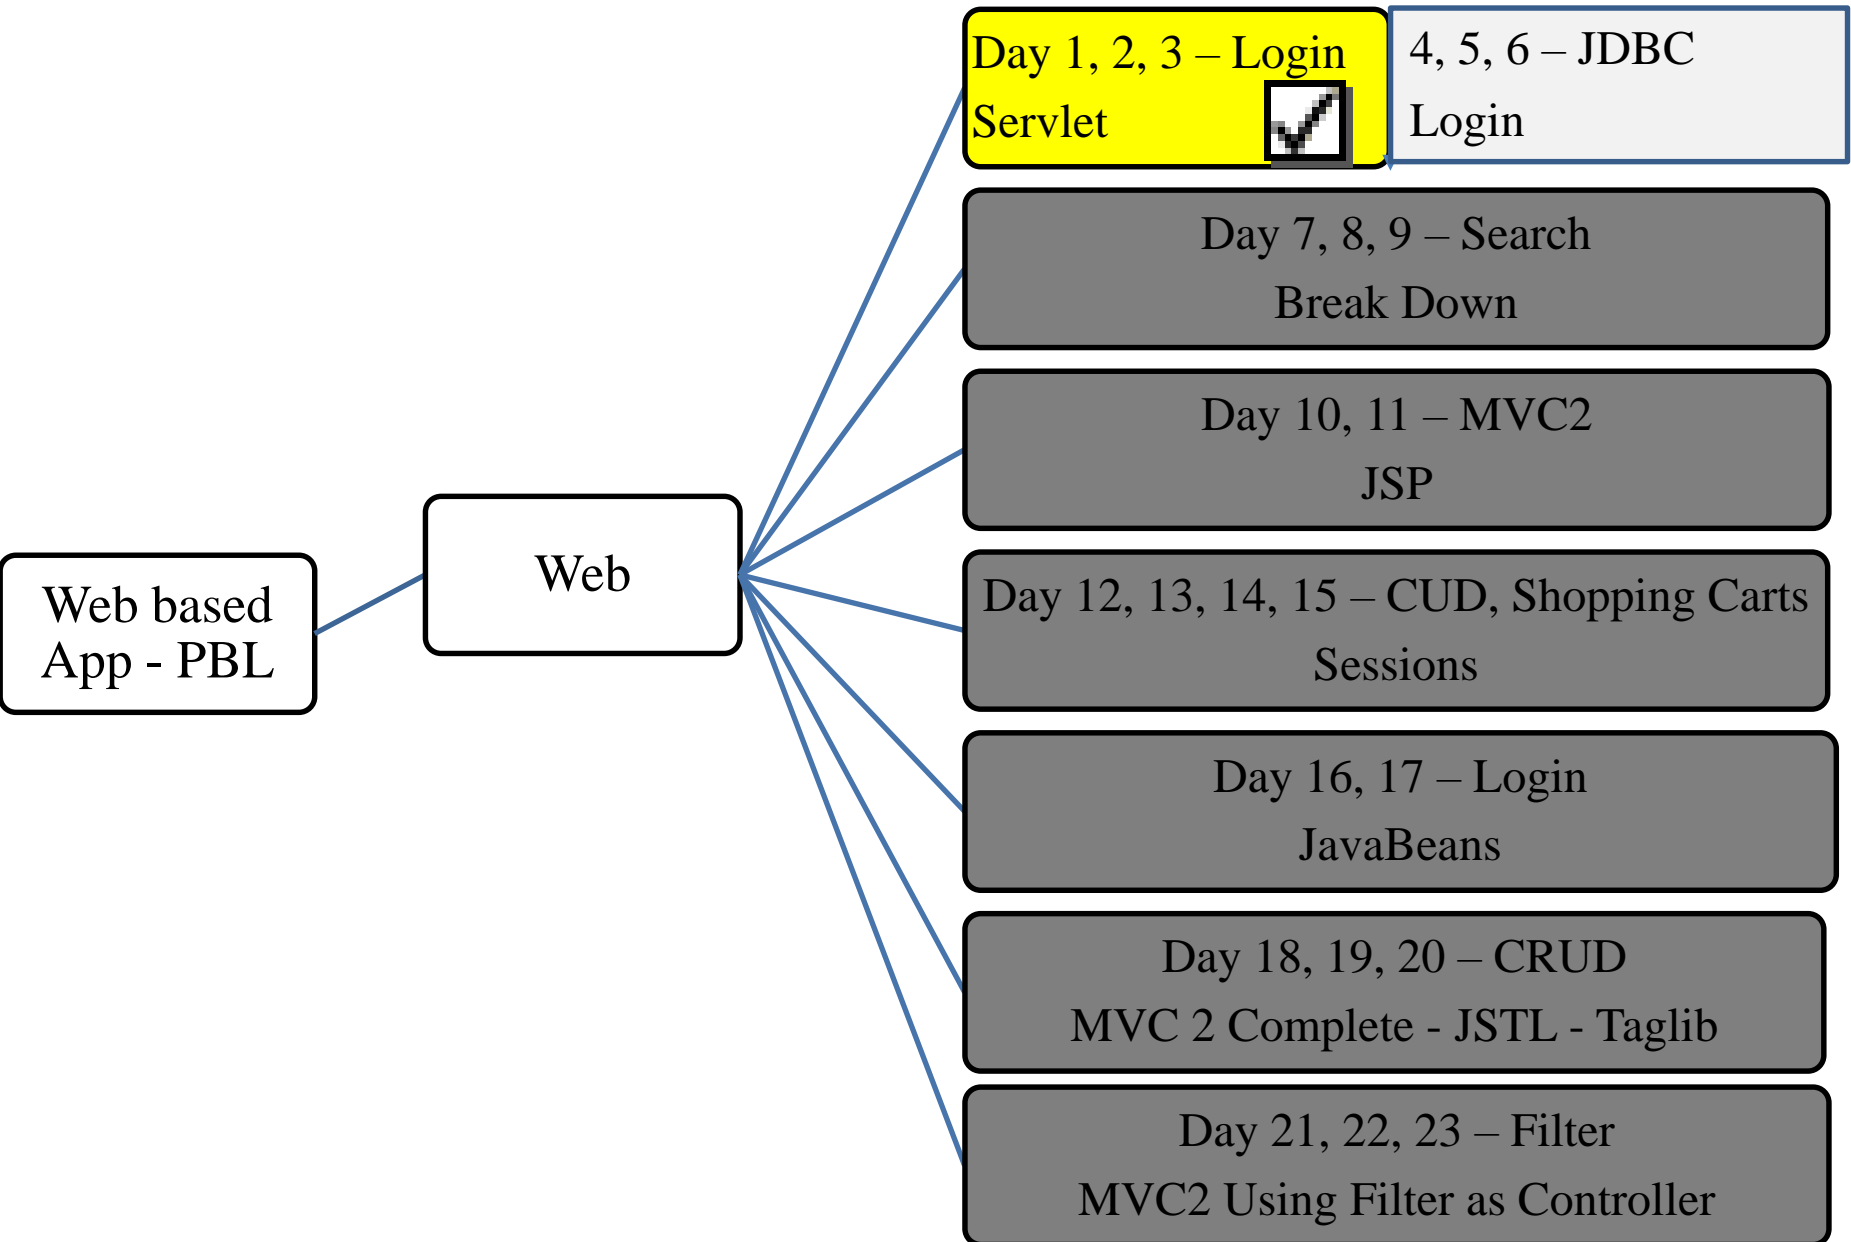 Web based
App - PBL
Web
Day 1, 2, 3 – Login
Servlet
4, 5, 6 – JDBC
Login
Day 7, 8, 9 – Search
Break Down
Day 10, 11 – MVC2
JSP
Day 12, 13, 14, 15 – CUD, Shopping Carts
Sessions
Day 16, 17 – Login
JavaBeans
Day 18, 19, 20 – CRUD
MVC 2 Complete - JSTL - Taglib
Day 21, 22, 23 – Filter
MVC2 Using Filter as Controller